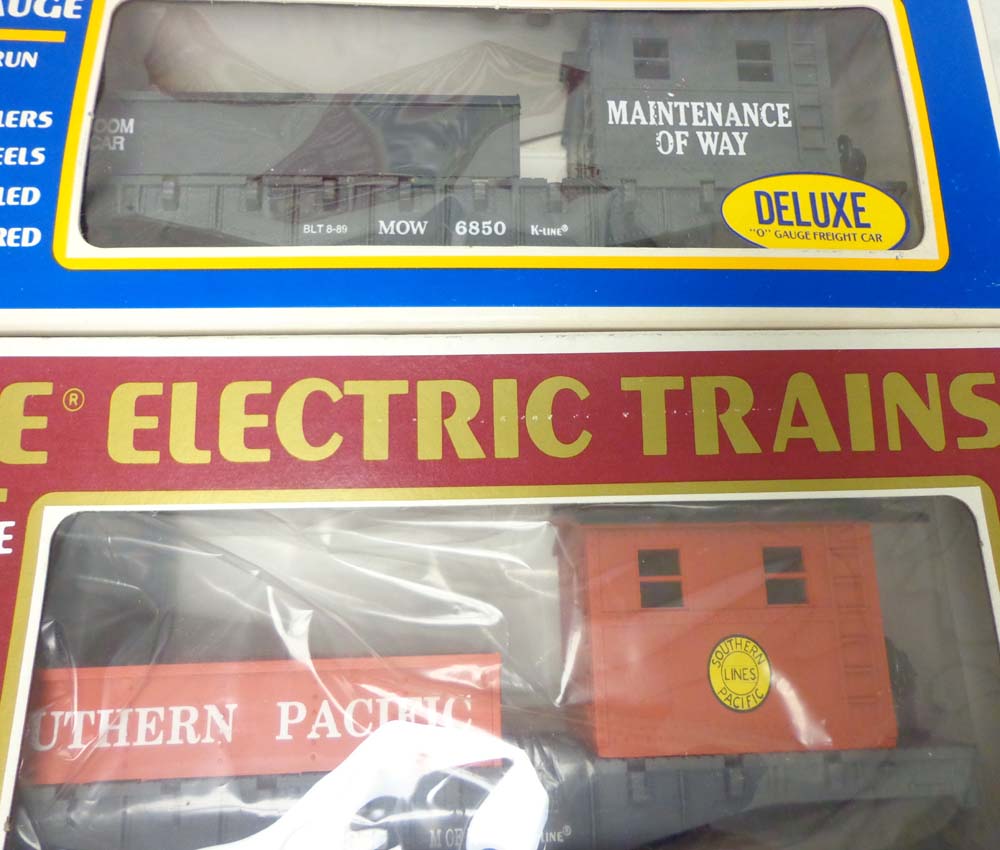 AUGE
RUN
LERS
EELS
LED
RED
OOM
CAR
MAINTENANCE
OF WAY
BLT 8-89 MOW 6850 K-LINE®
DELUXE
"O" GAUGE FREIGHT CAR
E® ELECTRIC TRAINS
E
UTHERN PACIFIC
SOUTHERN
LINES
PACIFIC
INE®